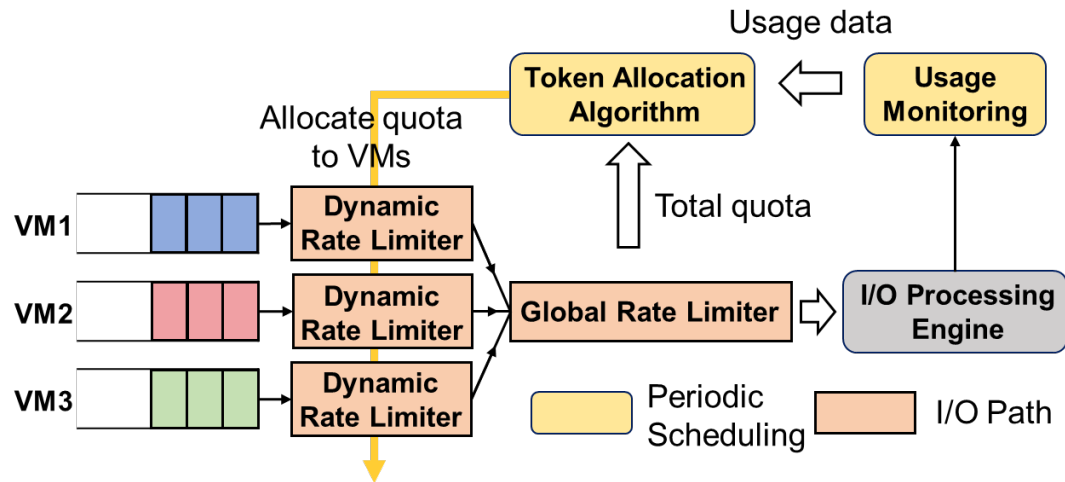 Usage data
Token Allocation
Algorithm
Usage
Monitoring
Allocate quota
to VMs
Total quota
VM1
Dynamic
Rate Limiter
VM2
Dynamic
Rate Limiter
Global Rate Limiter
I/O Processing
Engine
VM3
Dynamic
Rate Limiter
Periodic
Scheduling
I/O Path